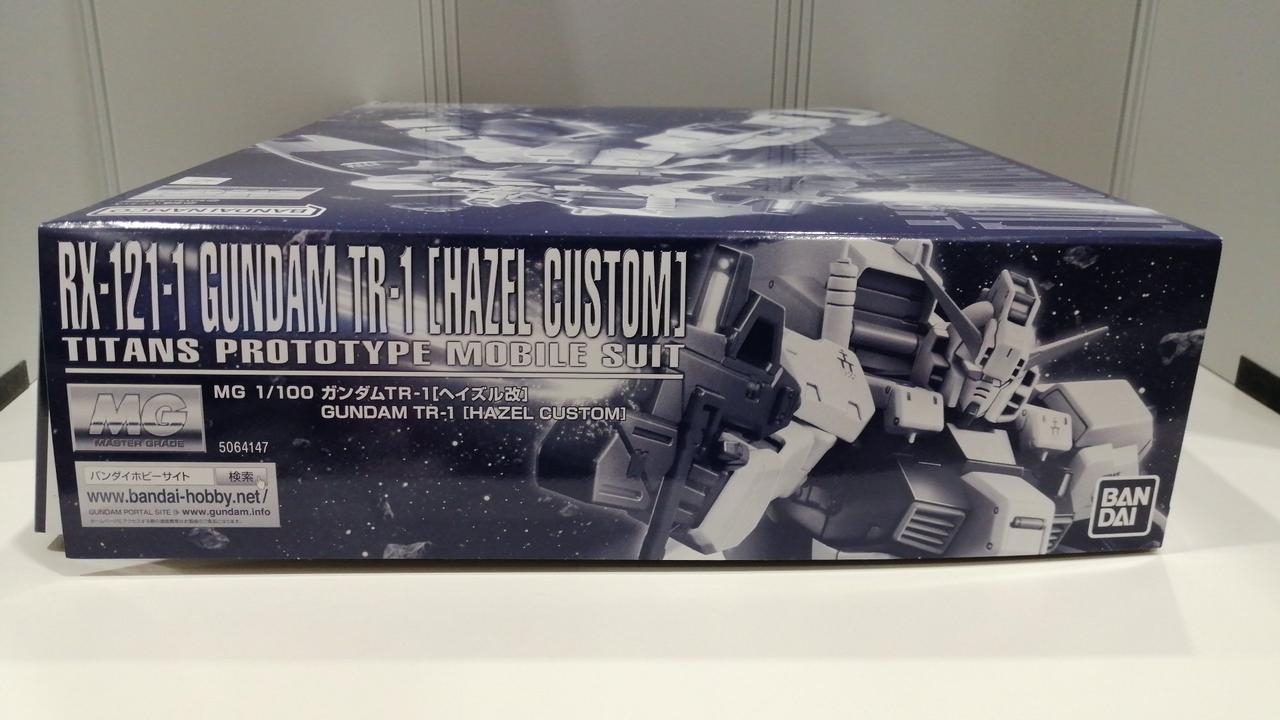 BANDAI NAMCO
RX-121-1 GUNDAM TR-1 [HAZEL CUSTOM]
TITANS PROTOTYPE MOBILE SUIT
MG 1/100 ガンダムTR-1[ヘイズル改]
GUNDAM TR-1 [HAZEL CUSTOM]
MG
MASTER GRADE
5064147
バンダイホビーサイト 検索
www.bandai-hobby.net/
GUNDAM PORTAL SITE www.gundam.info
BAN
DAI